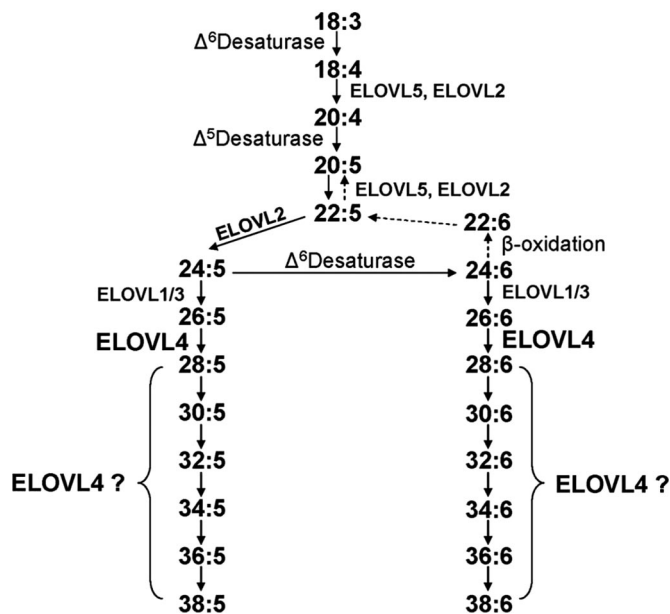 18:3
Δ⁶Desaturase
18:4
ELOVL5, ELOVL2
20:4
Δ⁵Desaturase
20:5
ELOVL5, ELOVL2
22:5
22:6
ELOVL2
β-oxidation
24:5
Δ⁶Desaturase
24:6
ELOVL1/3
ELOVL1/3
26:5
26:6
ELOVL4
ELOVL4
28:5
28:6
30:5
30:6
32:5
32:6
ELOVL4 ?
ELOVL4 ?
34:5
34:6
36:5
36:6
38:5
38:6